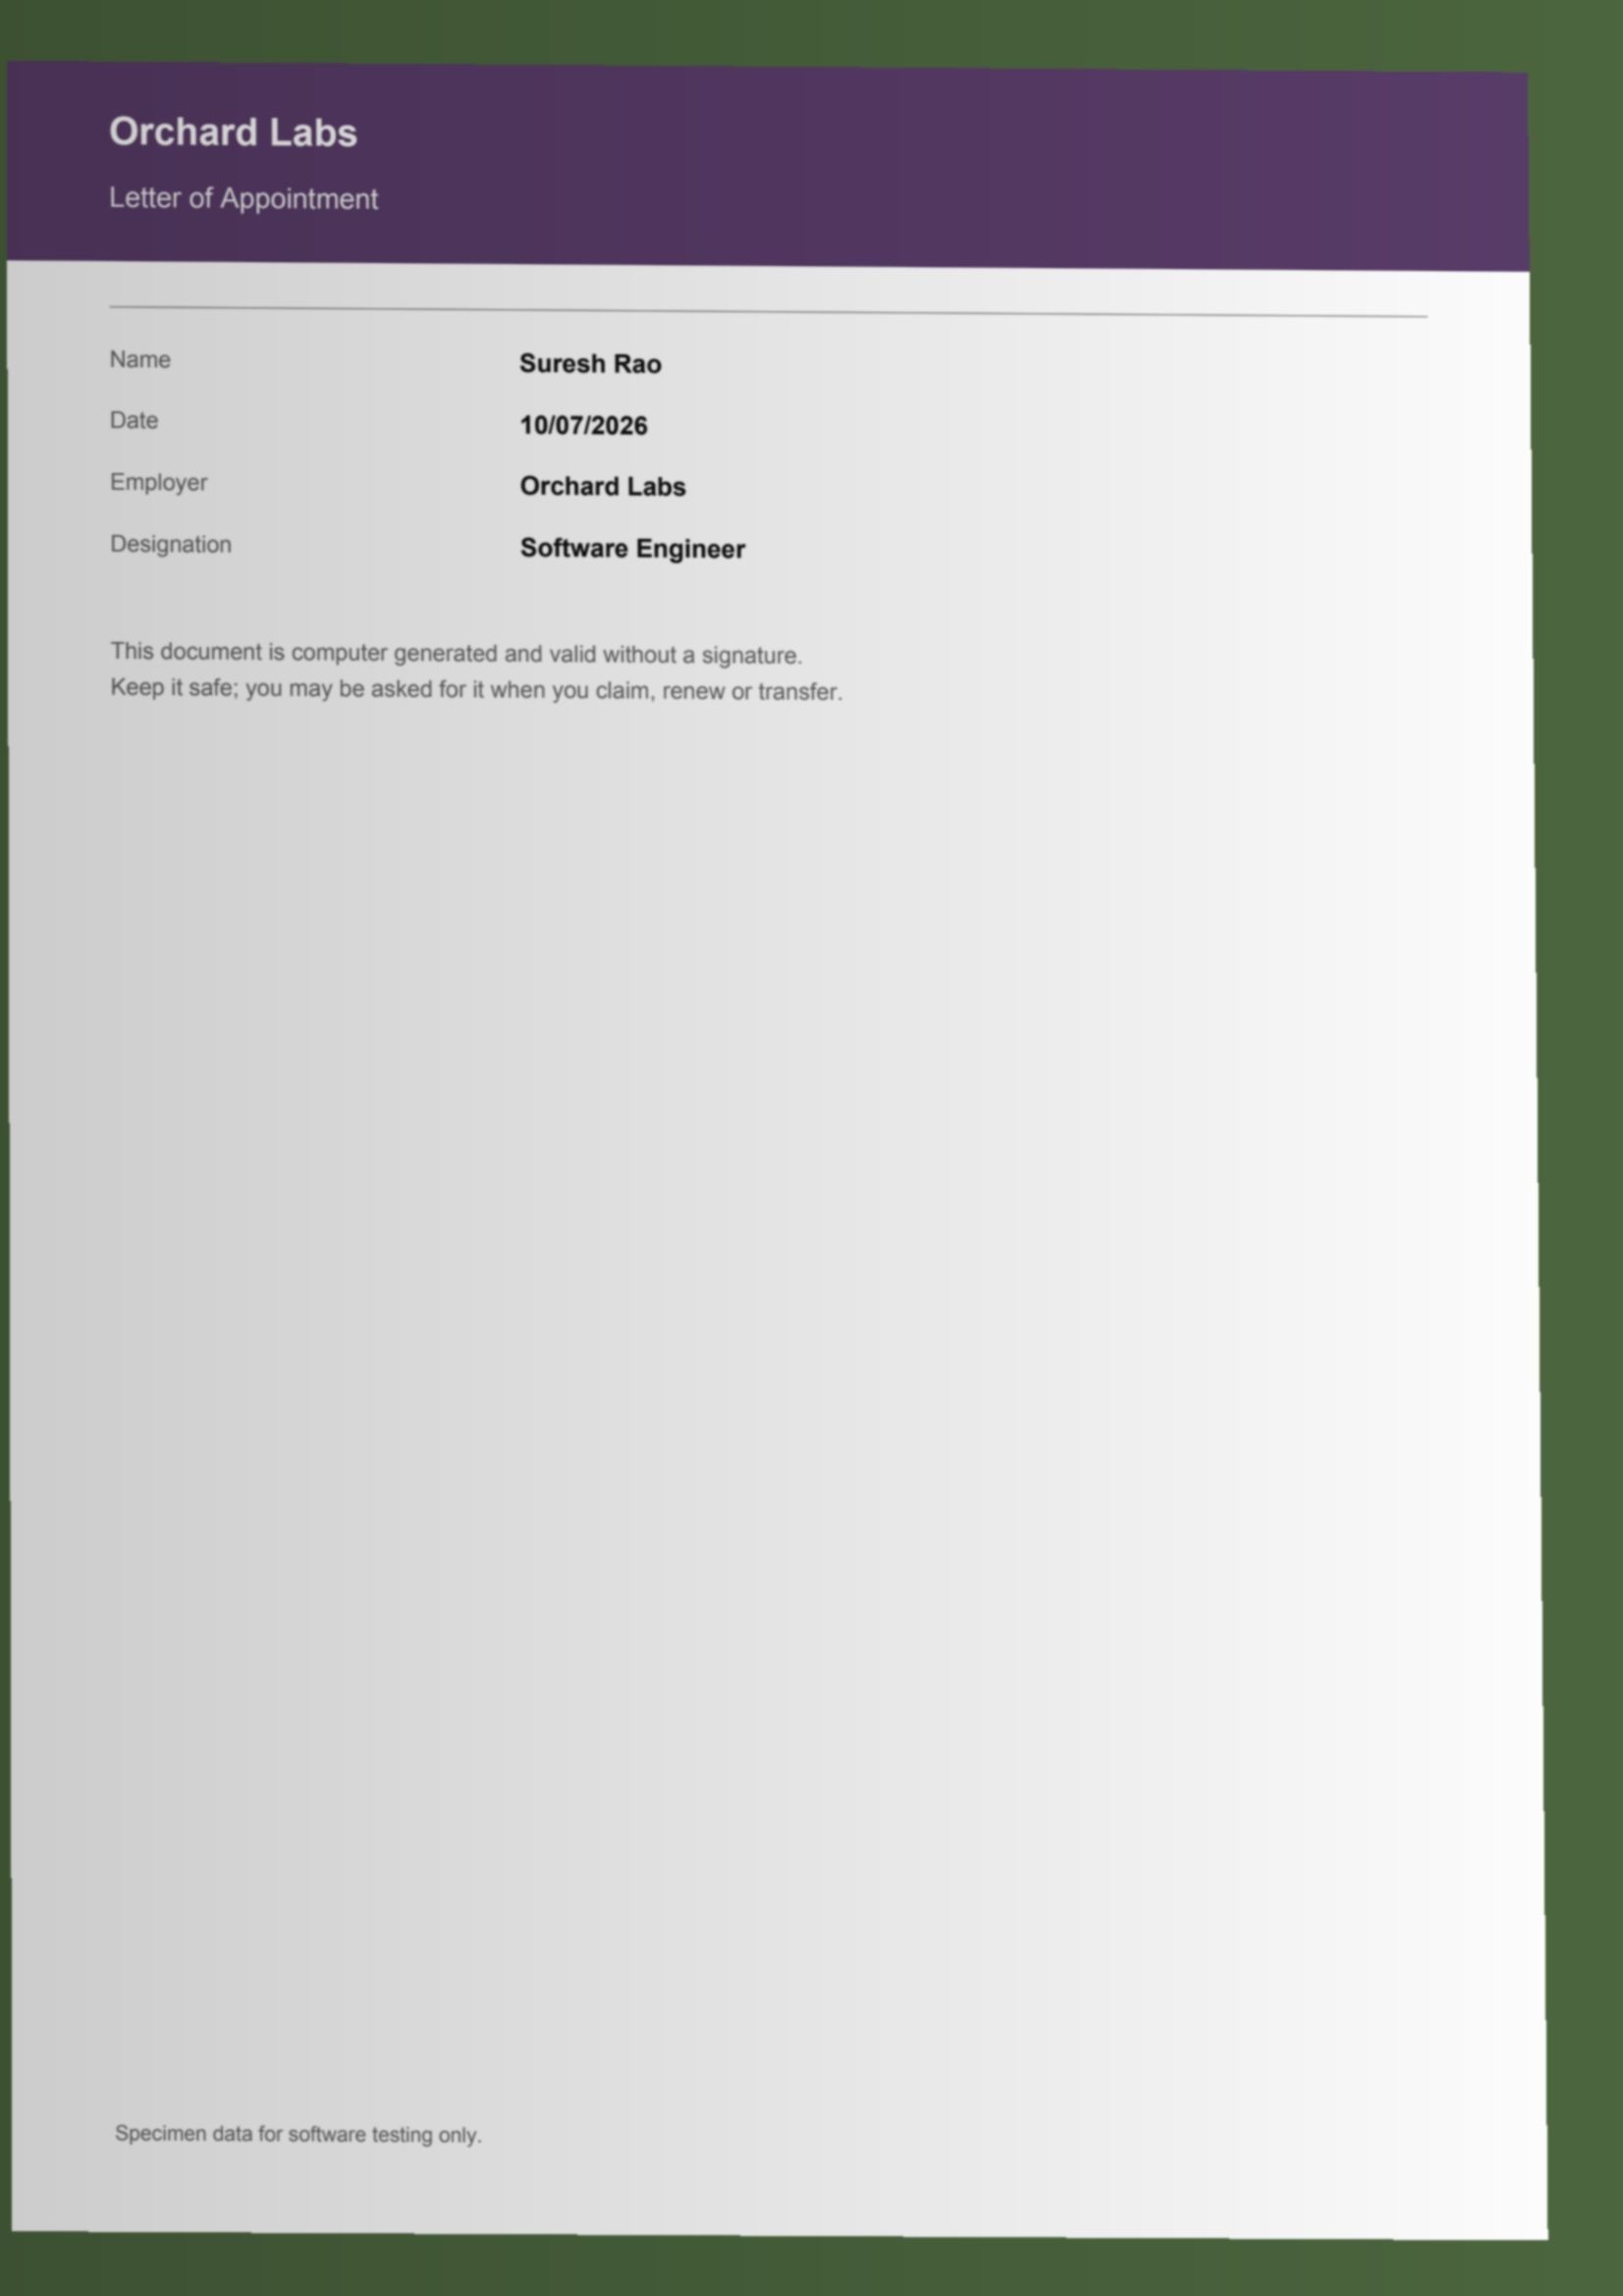 Orchard Labs
Letter of Appointment
Name Suresh Rao
Date 10/07/2026
Employer Orchard Labs
Designation Software Engineer
This document is computer generated and valid without a signature.
Keep it safe; you may be asked for it when you claim, renew or transfer.
Specimen data for software testing only.